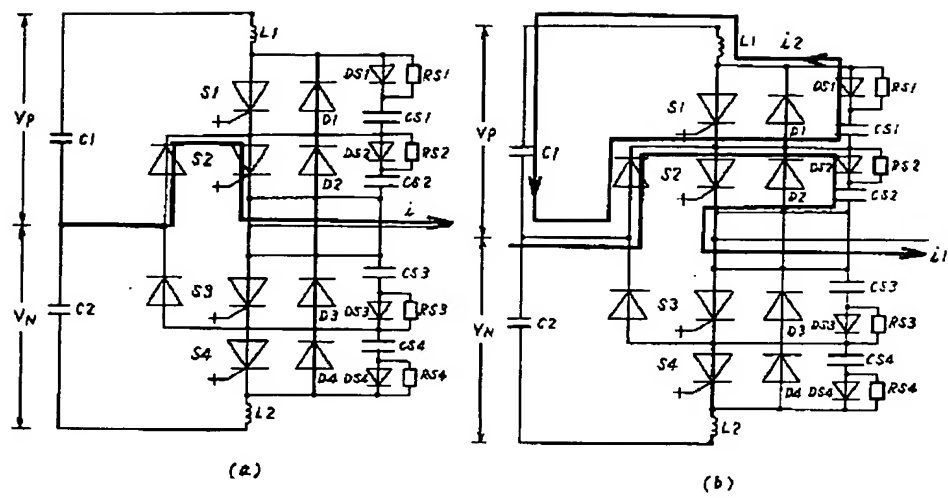 L1
DS1
RS1
S1
VP
D1
CS1
C1
DS2
RS2
S2
D2
CS2
i
CS3
S3
VN
C2
DS3
RS3
D3
CS4
S4
D4
DS4
RS4
L2
(a)
L1
i2
DS1
RS1
S1
VP
D1
CS1
C1
DS2
RS2
S2
D2
CS2
i1
CS3
S3
VN
C2
DS3
RS3
D3
CS4
S4
D4
DS4
RS4
L2
(b)